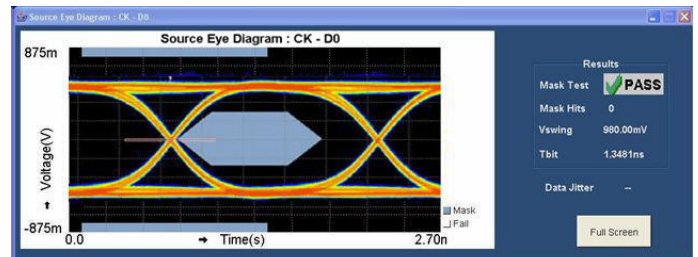 Source Eye Diagram : CK - D0
Source Eye Diagram : CK - D0
875m
Voltage(V)
-875m
0.0
Time(s)
2.70n
Mask
Fail
Results
Mask Test PASS
Mask Hits 0
Vswing 980.00mV
Tbit 1.3481ns
Data Jitter --
Full Screen